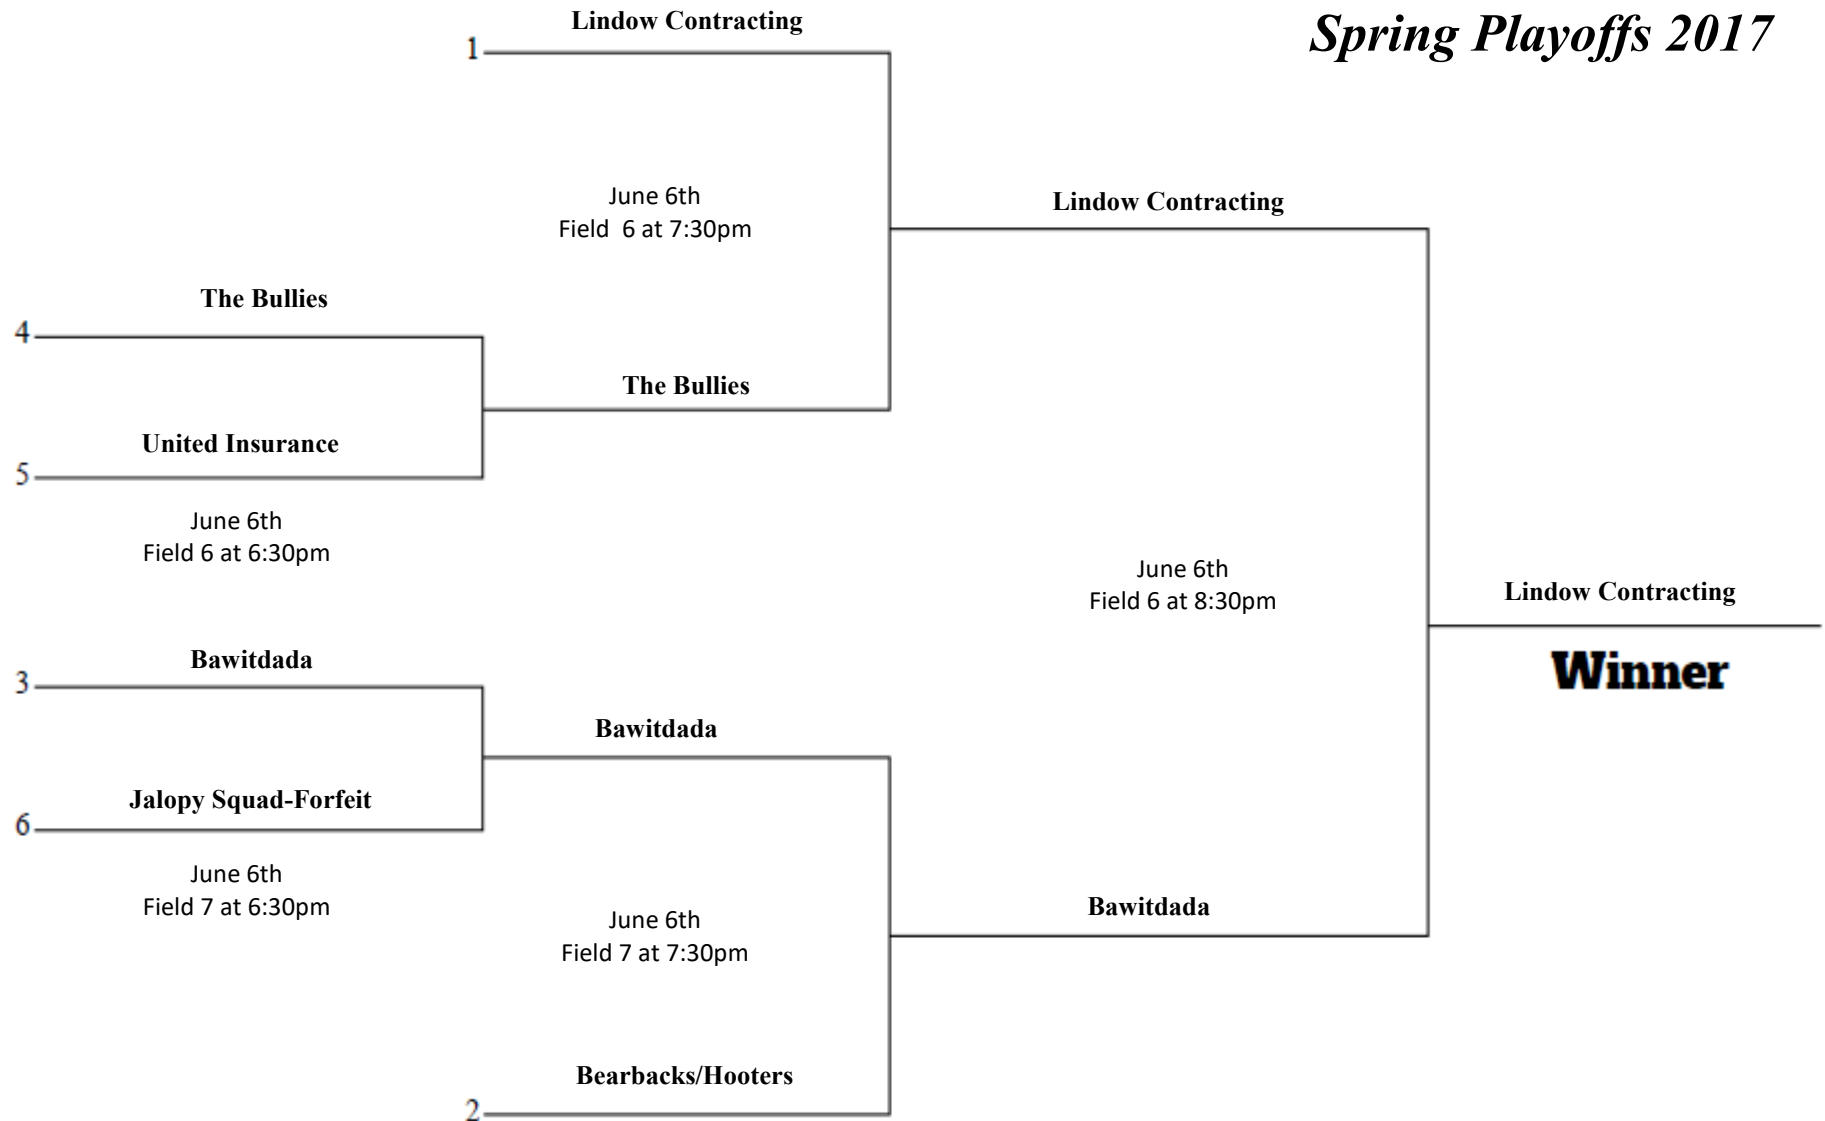 Spring Playoffs 2017
Lindow Contracting
1
June 6th
Field 6 at 7:30pm
Lindow Contracting
The Bullies
4
The Bullies
United Insurance
5
June 6th
Field 6 at 6:30pm
June 6th
Field 6 at 8:30pm
Lindow Contracting
Winner
Bawitdada
3
Bawitdada
Jalopy Squad-Forfeit
6
June 6th
Field 7 at 6:30pm
June 6th
Field 7 at 7:30pm
Bawitdada
Bearbacks/Hooters
2